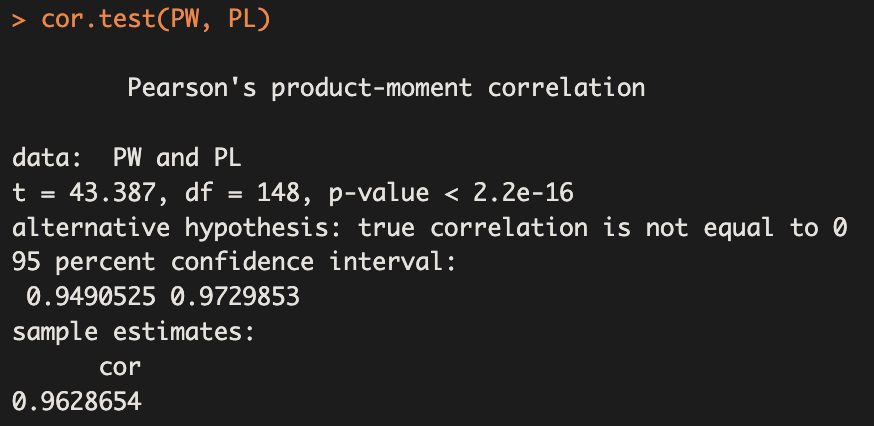 > cor.test(PW, PL)
Pearson's product-moment correlation
data:  PW and PL
t = 43.387, df = 148, p-value < 2.2e-16
alternative hypothesis: true correlation is not equal to 0
95 percent confidence interval:
0.9490525 0.9729853
sample estimates:
cor
0.9628654